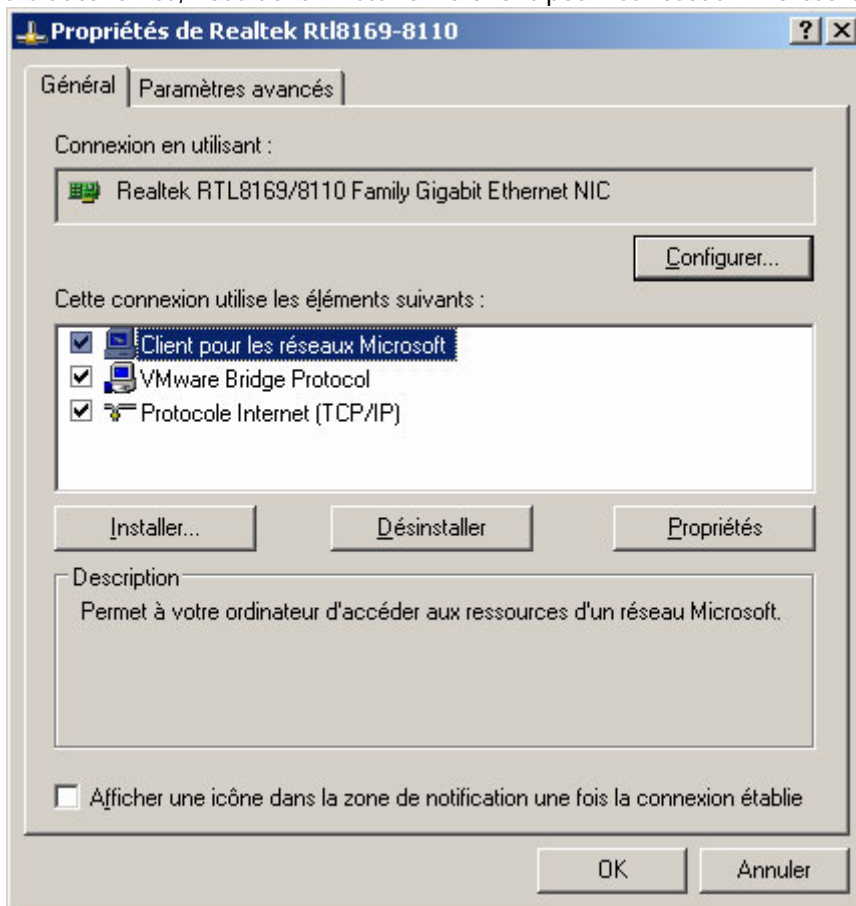 Propriétés de Realtek Rtl8169-8110
Général
Paramètres avancés
Connexion en utilisant :
Realtek RTL8169/8110 Family Gigabit Ethernet NIC
Configurer...
Cette connexion utilise les éléments suivants :
Client pour les réseaux Microsoft
VMware Bridge Protocol
Protocole Internet (TCP/IP)
Installer...
Désinstaller
Propriétés
Description
Permet à votre ordinateur d'accéder aux ressources d'un réseau Microsoft.
Afficher une icône dans la zone de notification une fois la connexion établie
OK
Annuler